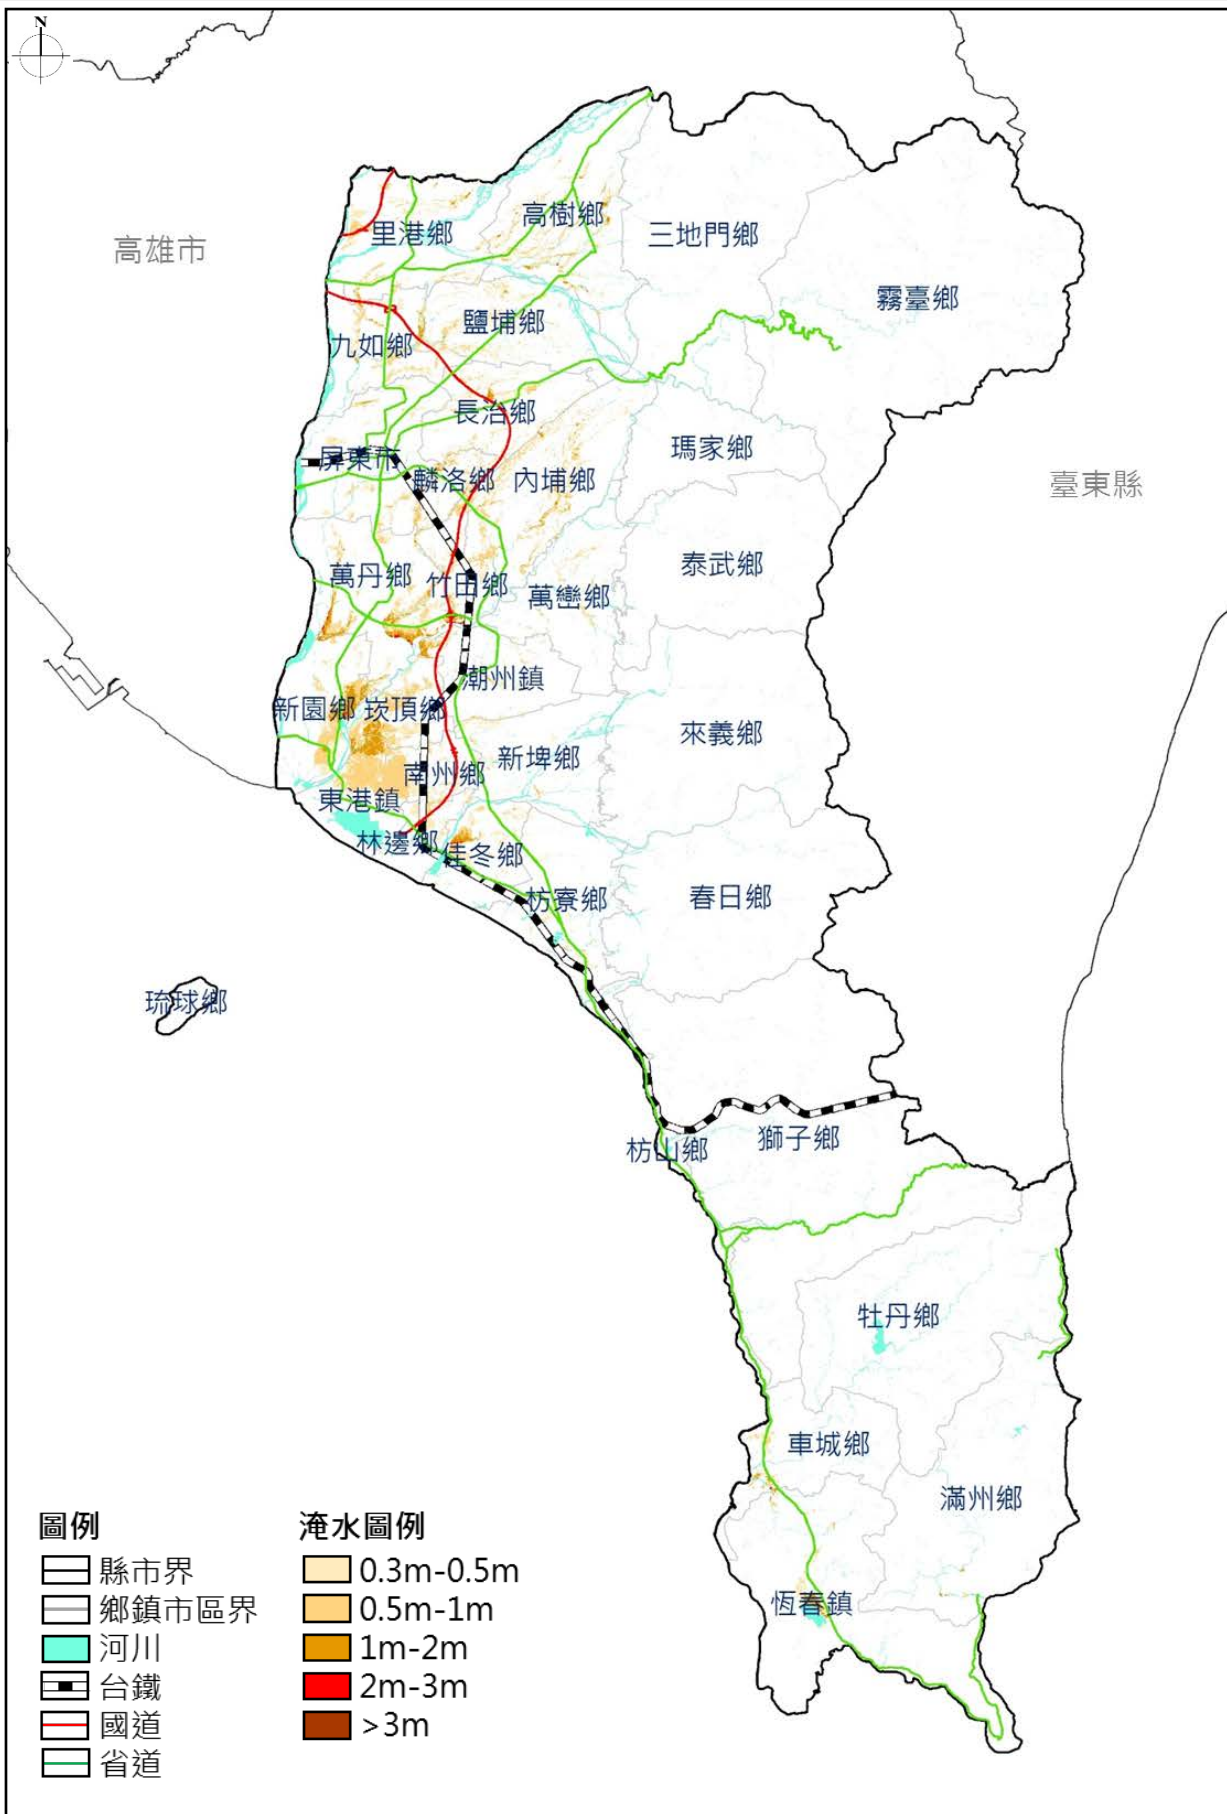 N
高雄市
里港鄉
高樹鄉
三地門鄉
霧臺鄉
鹽埔鄉
九如鄉
長治鄉
屏東市
麟洛鄉
內埔鄉
瑪家鄉
臺東縣
萬丹鄉
竹田鄉
萬巒鄉
泰武鄉
潮州鎮
新園鄉
崁頂鄉
來義鄉
南州鄉
新埤鄉
東港鎮
林邊鄉
佳冬鄉
枋寮鄉
春日鄉
琉球鄉
枋山鄉
獅子鄉
牡丹鄉
車城鄉
滿州鄉
恆春鎮
圖例
縣市界
鄉鎮市區界
河川
台鐵
國道
省道
淹水圖例
0.3m-0.5m
0.5m-1m
1m-2m
2m-3m
>3m